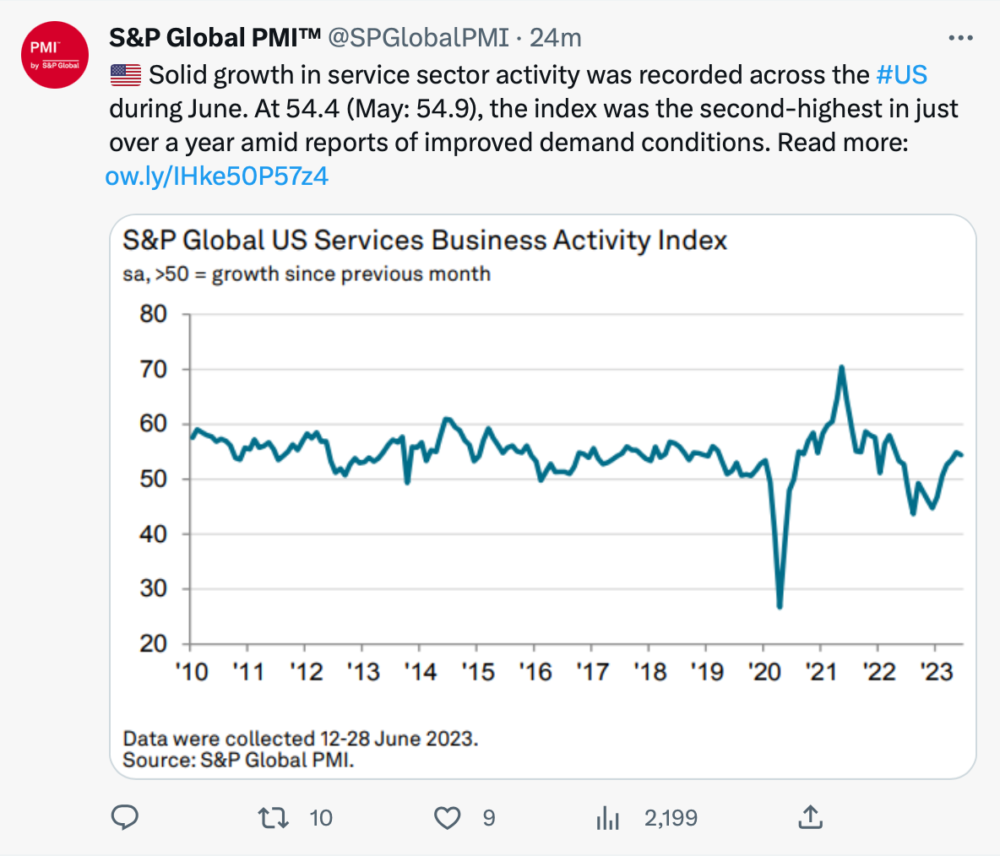 PMI™
by S&P Global
S&P Global PMI™ @SPGlobalPMI · 24m
🇺🇸 Solid growth in service sector activity was recorded across the #US
during June. At 54.4 (May: 54.9), the index was the second-highest in just
over a year amid reports of improved demand conditions. Read more:
ow.ly/IHke50P57z4
S&P Global US Services Business Activity Index
sa, >50 = growth since previous month
80
70
60
50
40
30
20
'10 '11 '12 '13 '14 '15 '16 '17 '18 '19 '20 '21 '22 '23
Data were collected 12-28 June 2023.
Source: S&P Global PMI.
10 9 2,199